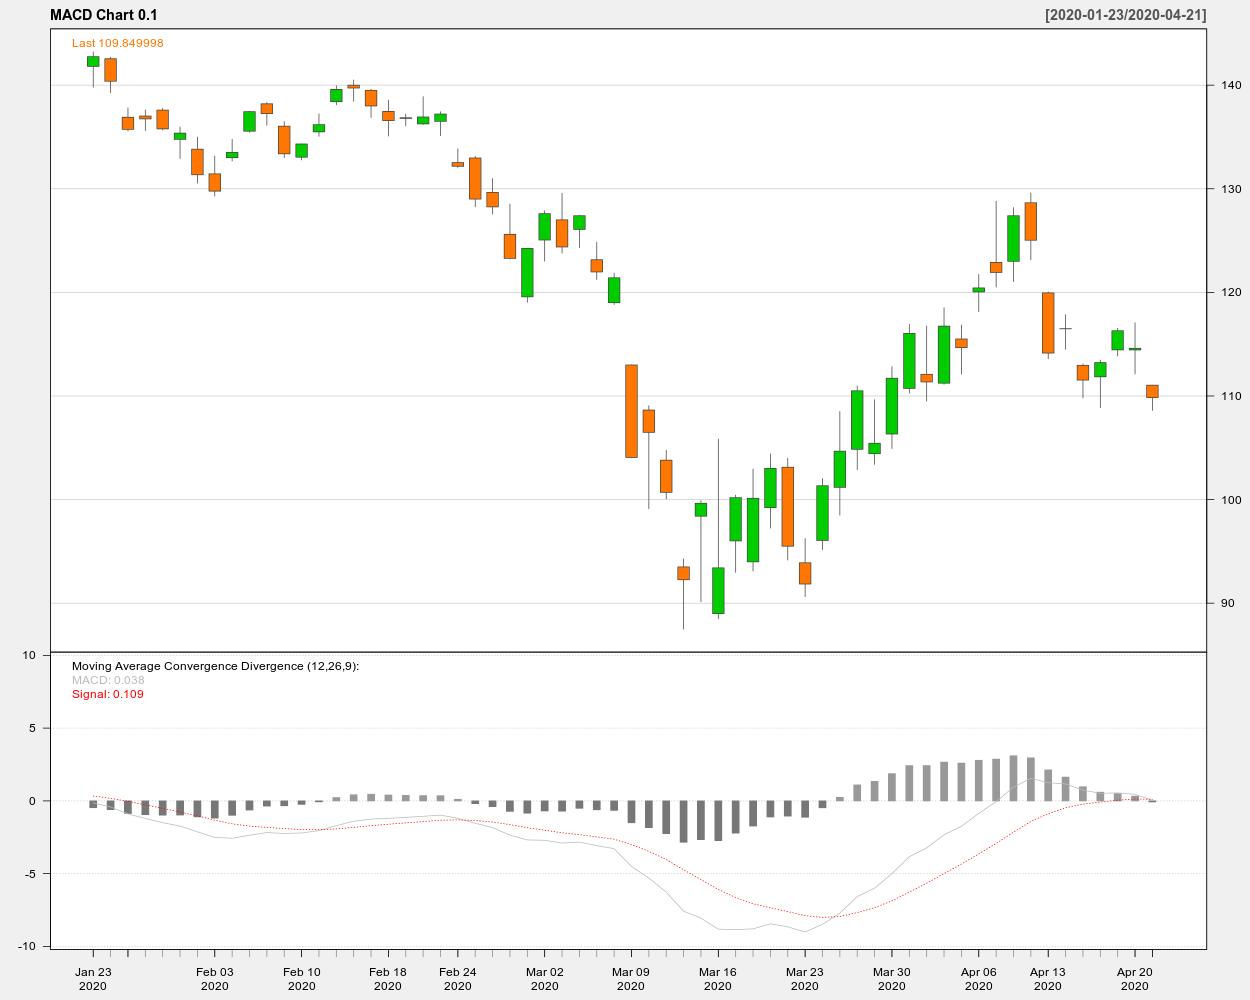 MACD Chart 0.1
[2020-01-23/2020-04-21]
Last 109.849998
140
130
120
110
100
90
Moving Average Convergence Divergence (12,26,9):
MACD: 0.038
Signal: 0.109
10
5
0
-5
-10
Jan 23 Feb 03 Feb 10 Feb 18 Feb 24 Mar 02 Mar 09 Mar 16 Mar 23 Mar 30 Apr 06 Apr 13 Apr 20
2020 2020 2020 2020 2020 2020 2020 2020 2020 2020 2020 2020 2020